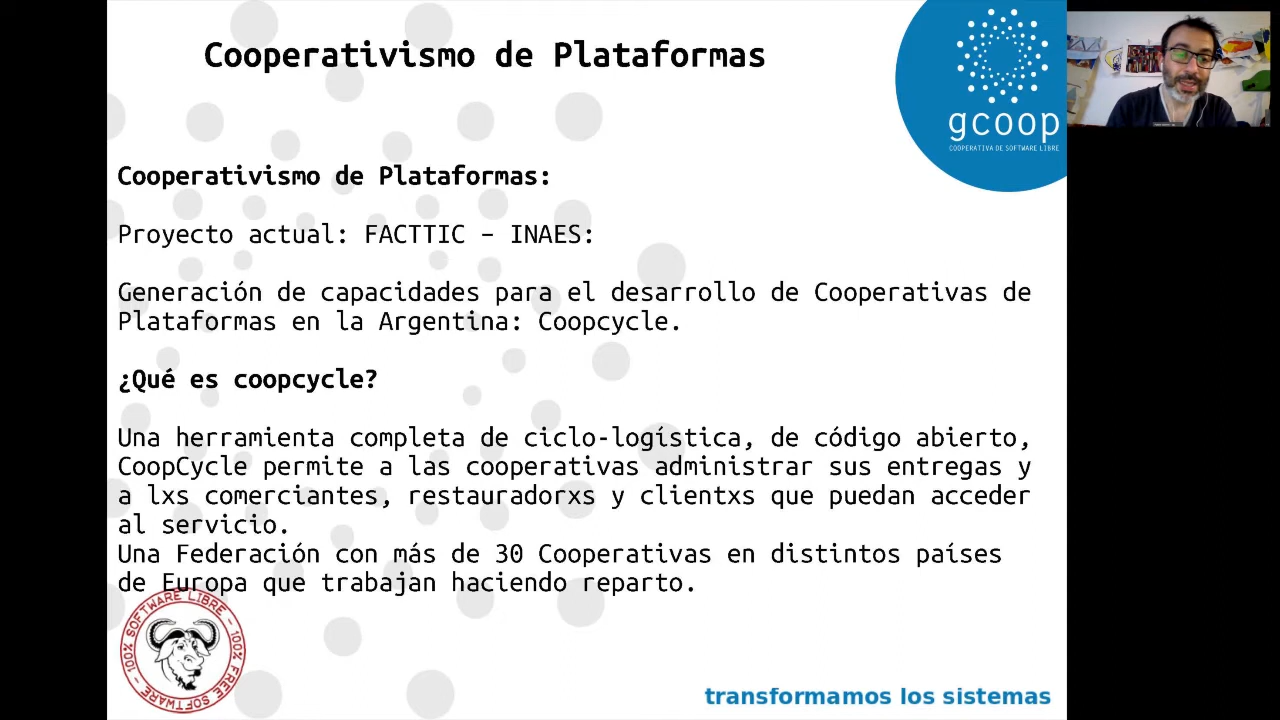 Cooperativismo de Plataformas
gcoop
COOPERATIVA DE SOFTWARE LIBRE
Cooperativismo de Plataformas:
Proyecto actual: FACTTIC – INAES:
Generación de capacidades para el desarrollo de Cooperativas de
Plataformas en la Argentina: Coopcycle.
¿Qué es coopcycle?
Una herramienta completa de ciclo-logística, de código abierto,
CoopCycle permite a las cooperativas administrar sus entregas y
a lxs comerciantes, restauradorxs y clientxs que puedan acceder
al servicio.
Una Federación con más de 30 Cooperativas en distintos países
de Europa que trabajan haciendo reparto.
100% SOFTWARE LIBRE - 100% FREE SOFTWARE -
transformamos los sistemas